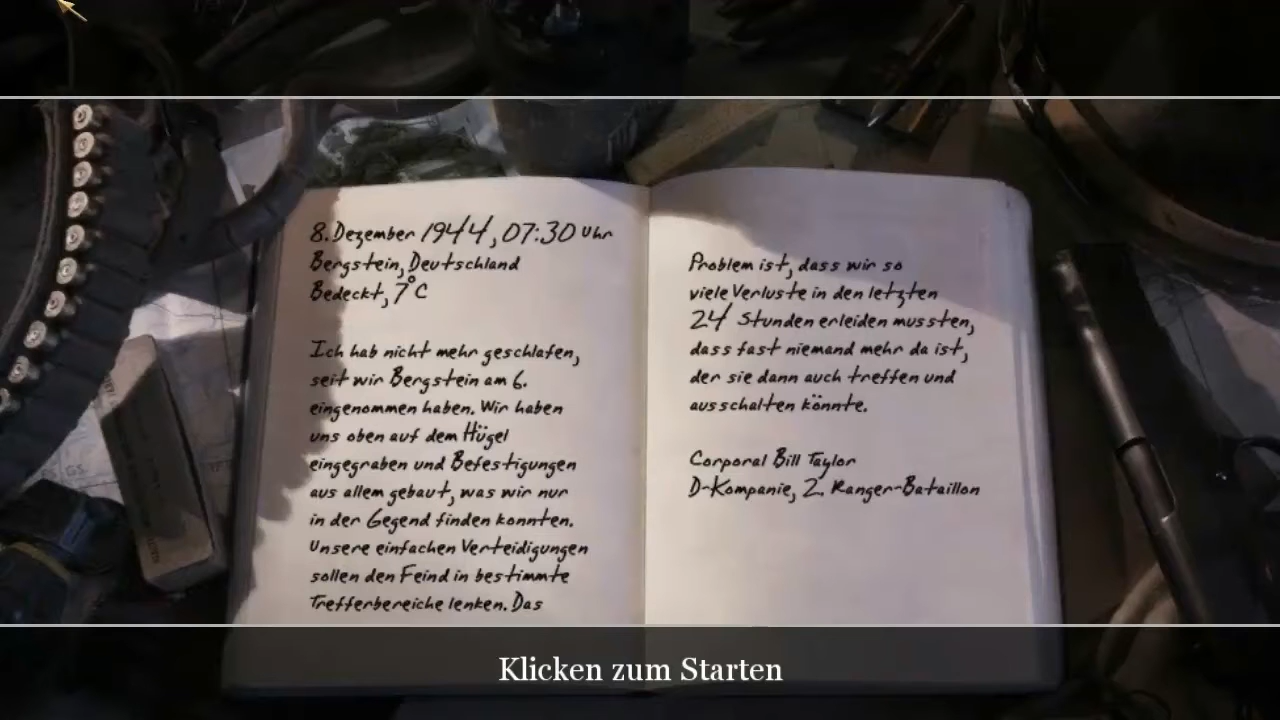 8. Dezember 1944, 07:30 Uhr
Bergstein, Deutschland
Bedeckt, 7°C
Ich hab nicht mehr geschlafen,
seit wir Bergstein am 6.
eingenommen haben. Wir haben
uns oben auf dem Hügel
eingegraben und Befestigungen
aus allem gebaut, was wir nur
in der Gegend finden konnten.
Unsere einfachen Verteidigungen
sollen den Feind in bestimmte
Trefferbereiche lenken. Das
Problem ist, dass wir so
viele Verluste in den letzten
24 Stunden erleiden mussten,
dass fast niemand mehr da ist,
der sie dann auch treffen und
ausschalten könnte.
Corporal Bill Taylor
D-Kompanie, 2. Ranger-Bataillon
Klicken zum Starten